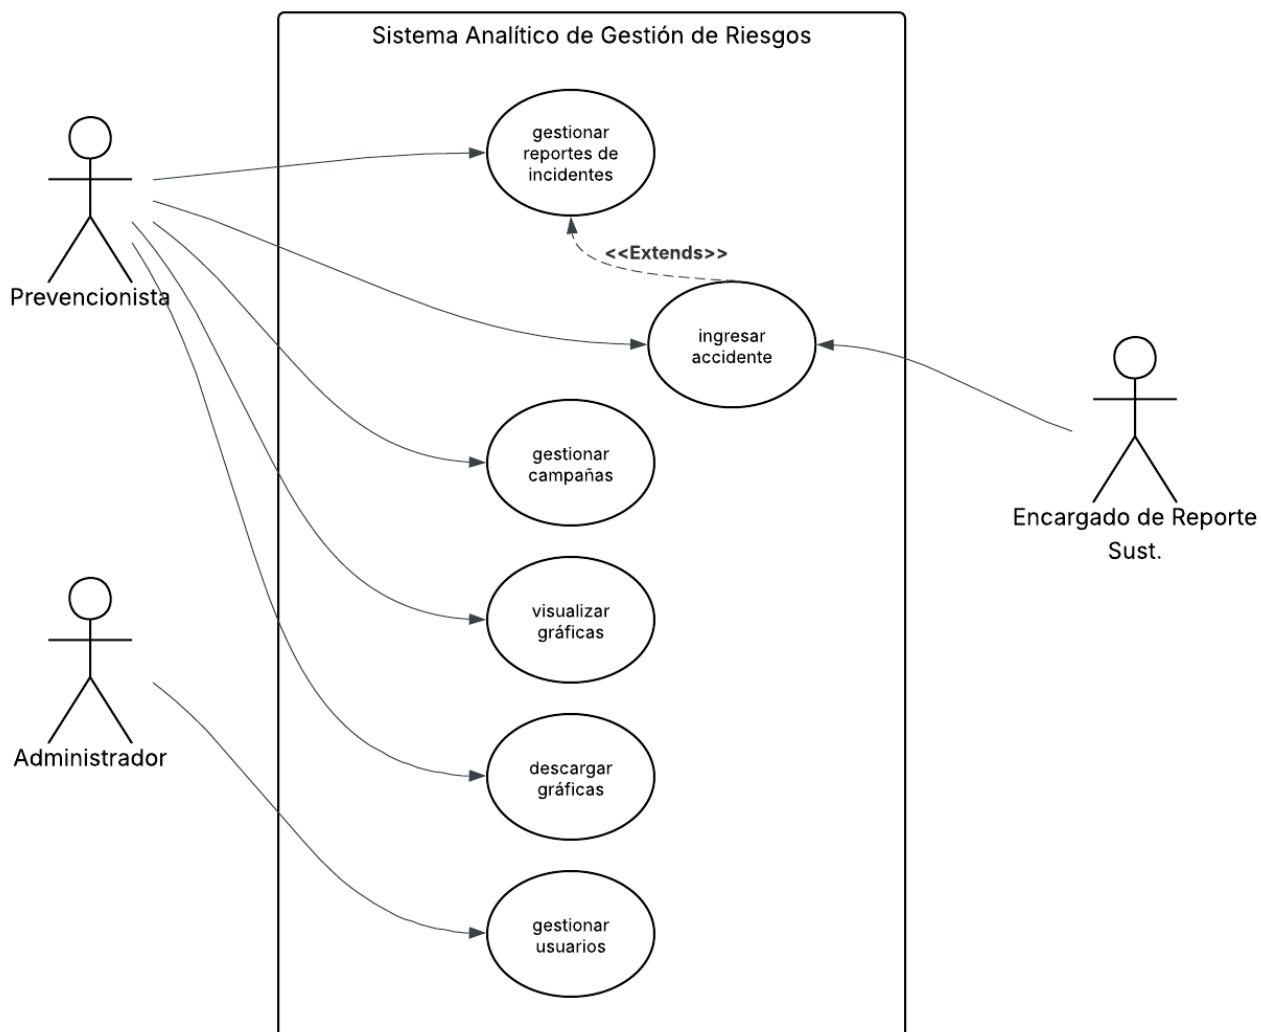 Sistema Analítico de Gestión de Riesgos
gestionar
reportes de
incidentes
<<Extends>>
Prevencionista
ingresar
accidente
gestionar
campañas
Encargado de Reporte
Sust.
visualizar
gráficas
Administrador
descargar
gráficas
gestionar
usuarios